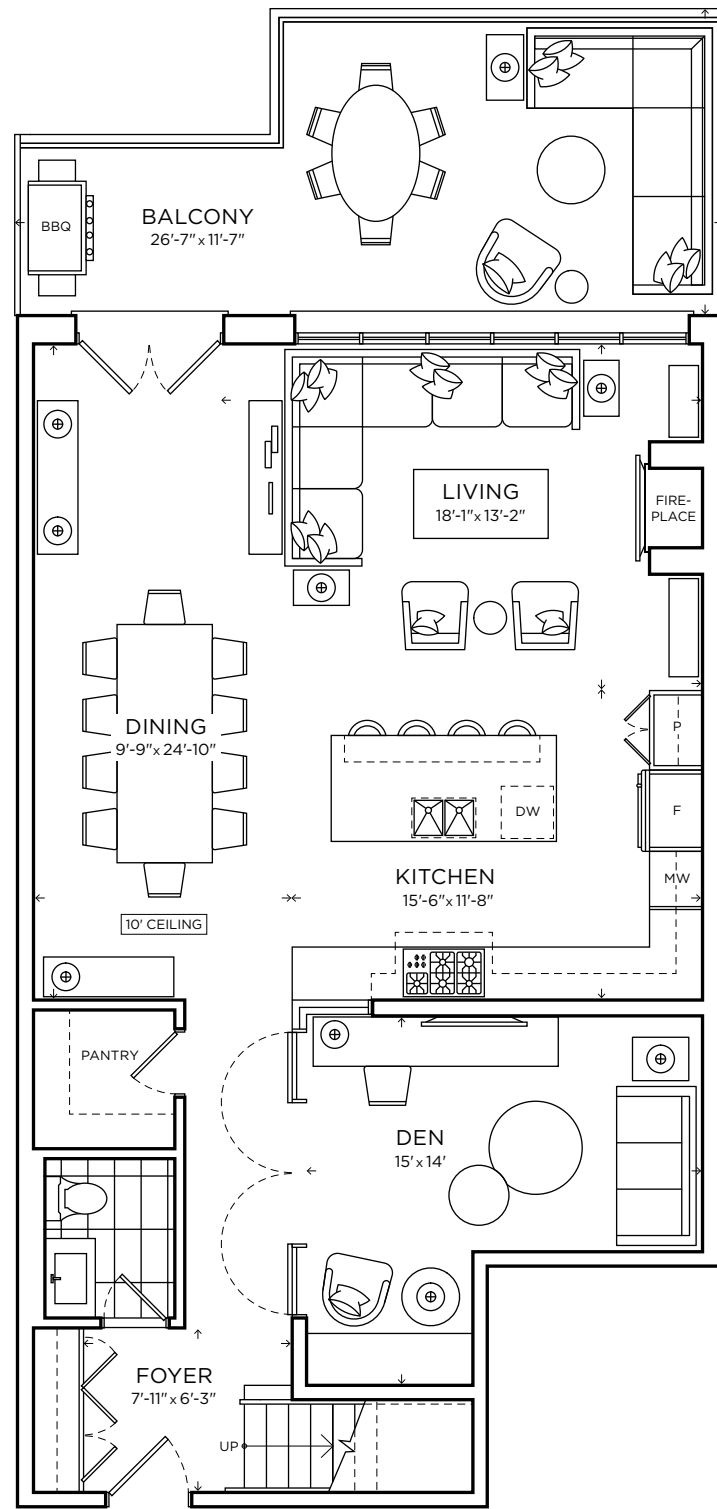 BBQ
BALCONY
26'-7" x 11'-7"
LIVING
18'-1" x 13'-2"
FIRE-
PLACE
DINING
9'-9" x 24'-10"
P
F
DW
MW
KITCHEN
15'-6" x 11'-8"
10' CEILING
PANTRY
DEN
15' x 14'
FOYER
7'-11" x 6'-3"
UP